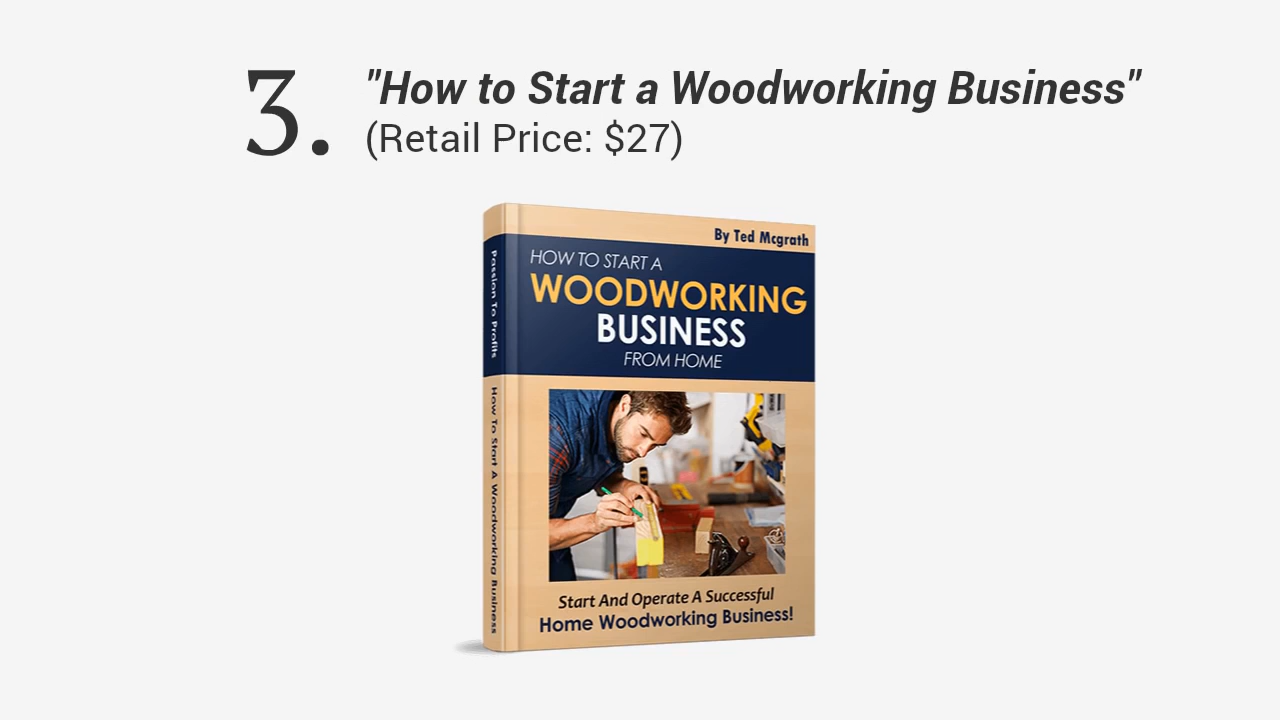 3.
"How to Start a Woodworking Business"
(Retail Price: $27)
By Ted Mcgrath
HOW TO START A
WOODWORKING
BUSINESS
FROM HOME
Start And Operate A Successful
Home Woodworking Business!
Passion To Profits
How To Start A Woodworking Business